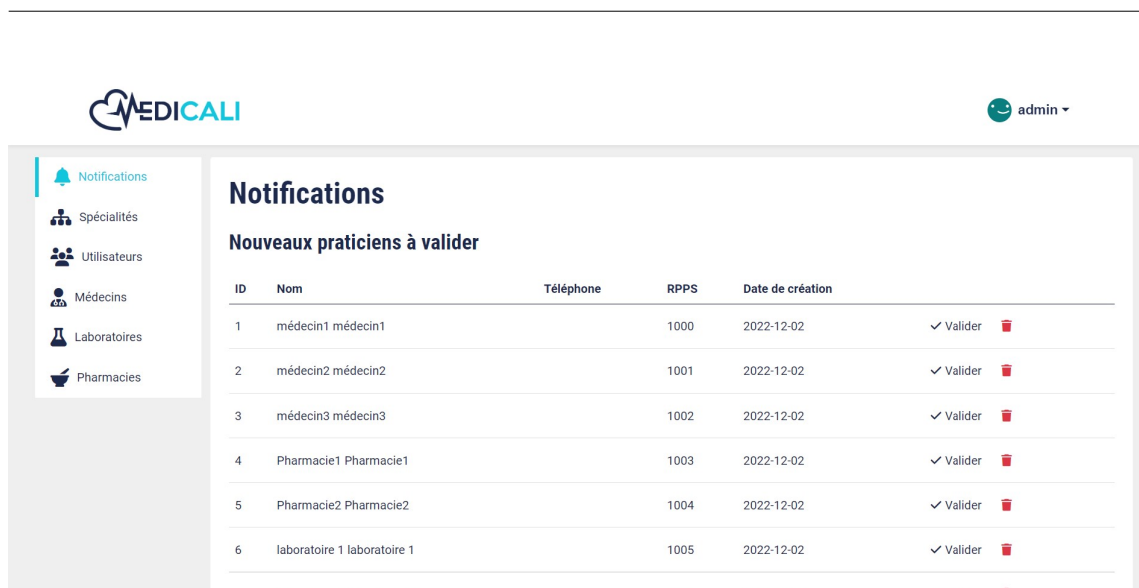 MEDICALI
admin
Notifications
Spécialités
Utilisateurs
Médecins
Laboratoires
Pharmacies
Notifications
Nouveaux praticiens à valider
ID Nom Téléphone RPPS Date de création
1 médecin1 médecin1 1000 2022-12-02 Valider
2 médecin2 médecin2 1001 2022-12-02 Valider
3 médecin3 médecin3 1002 2022-12-02 Valider
4 Pharmacie1 Pharmacie1 1003 2022-12-02 Valider
5 Pharmacie2 Pharmacie2 1004 2022-12-02 Valider
6 laboratoire 1 laboratoire 1 1005 2022-12-02 Valider